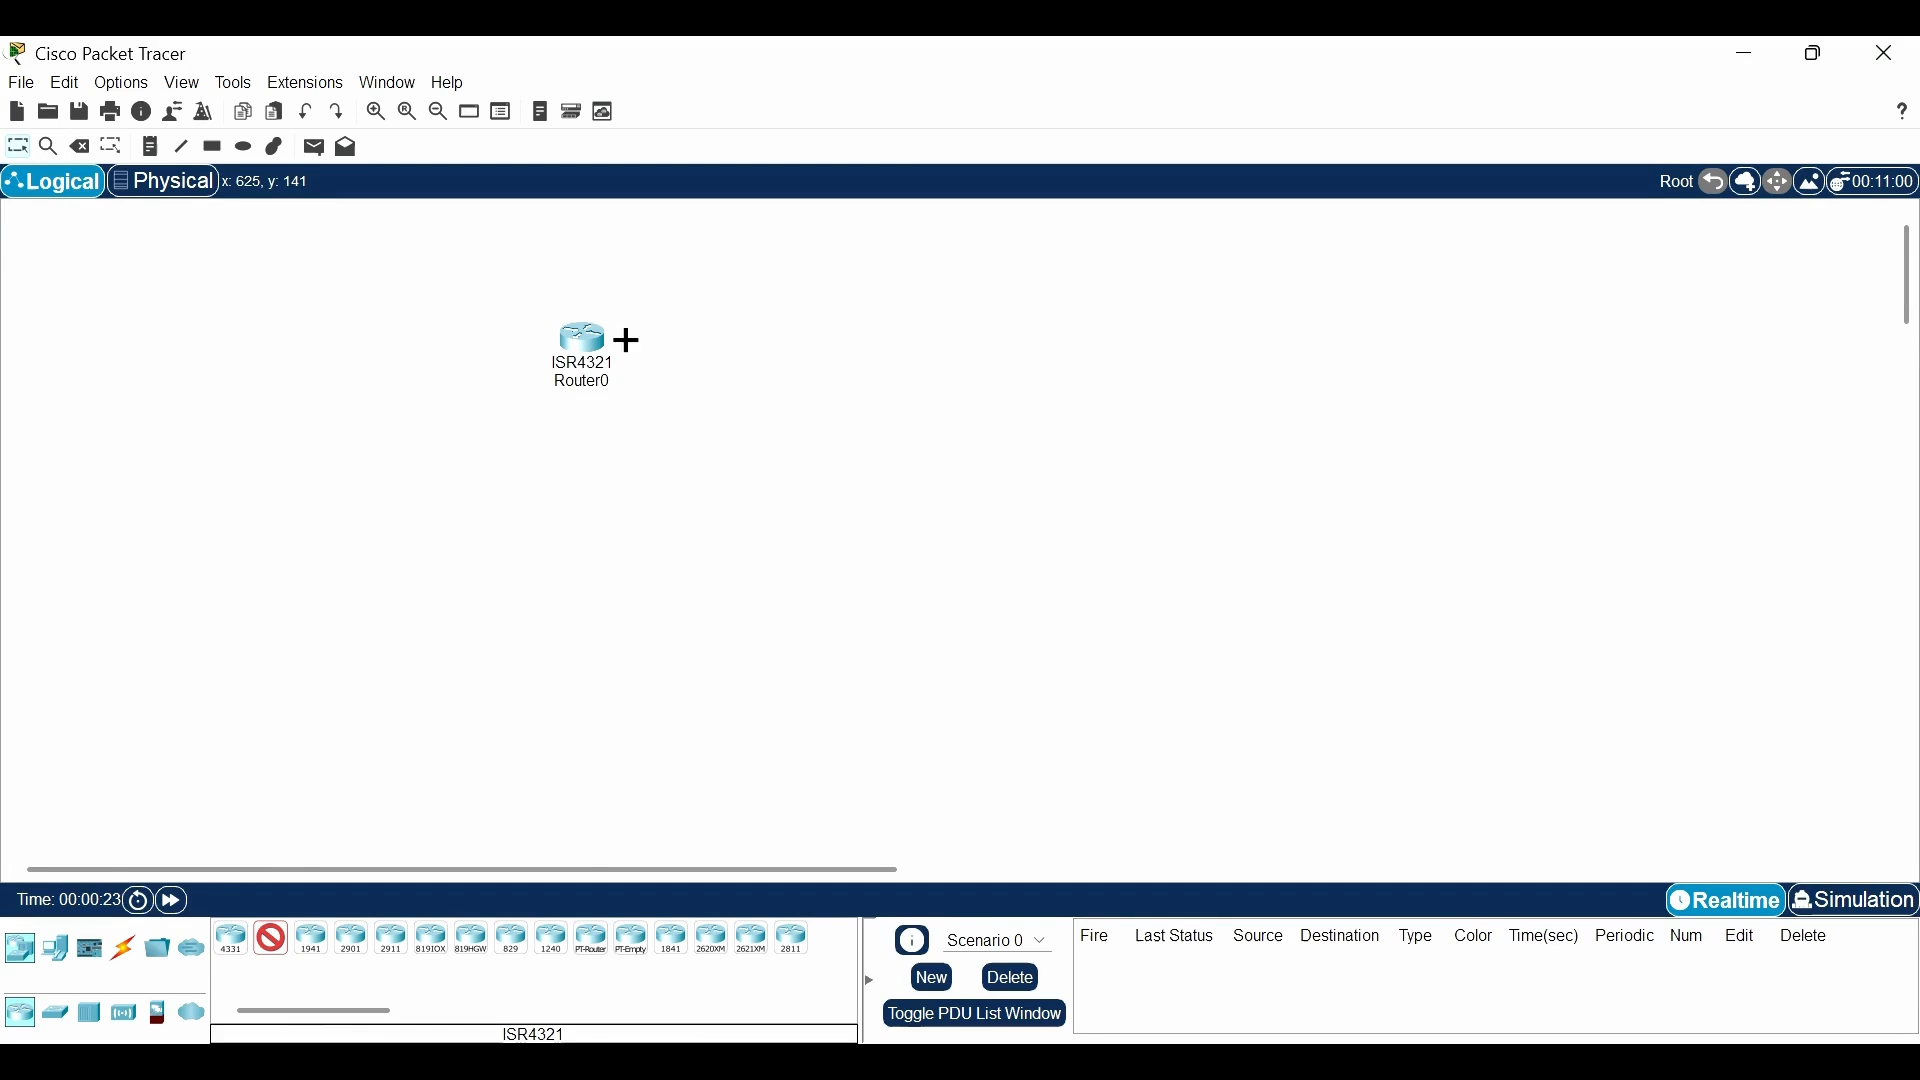 Cisco Packet Tracer
File Edit Options View Tools Extensions Window Help
Logical Physical x: 625, y: 141 Root 00:11:00
ISR4321
Router0
Time: 00:00:23 Realtime Simulation
4331 1941 2901 2911 819IOX 819HGW 829 1240 PT-Router PT-Empty 1841 2620XM 2621XM 2811
ISR4321
Scenario 0
New Delete
Toggle PDU List Window
Fire Last Status Source Destination Type Color Time(sec) Periodic Num Edit Delete